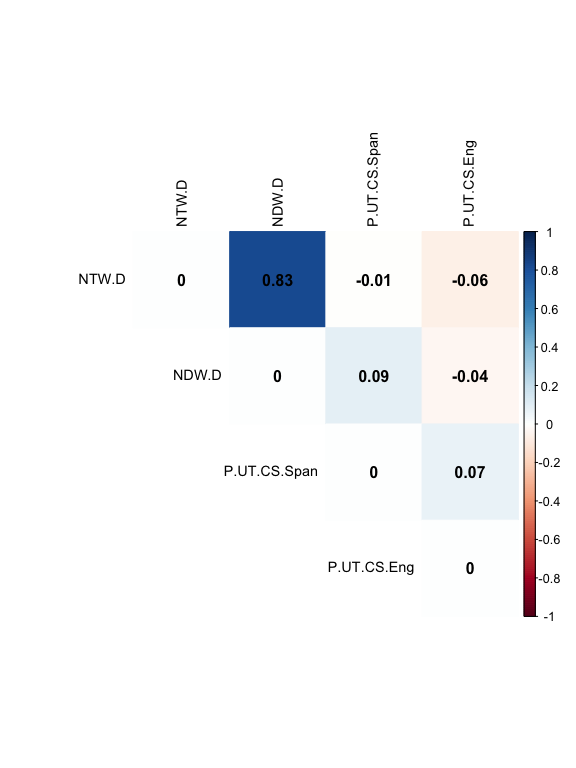 NTW.D
NDW.D
P.UT.CS.Span
P.UT.CS.Eng
NTW.D 0 0.83 -0.01 -0.06
NDW.D 0 0.09 -0.04
P.UT.CS.Span 0 0.07
P.UT.CS.Eng 0
1
0.8
0.6
0.4
0.2
0
-0.2
-0.4
-0.6
-0.8
-1